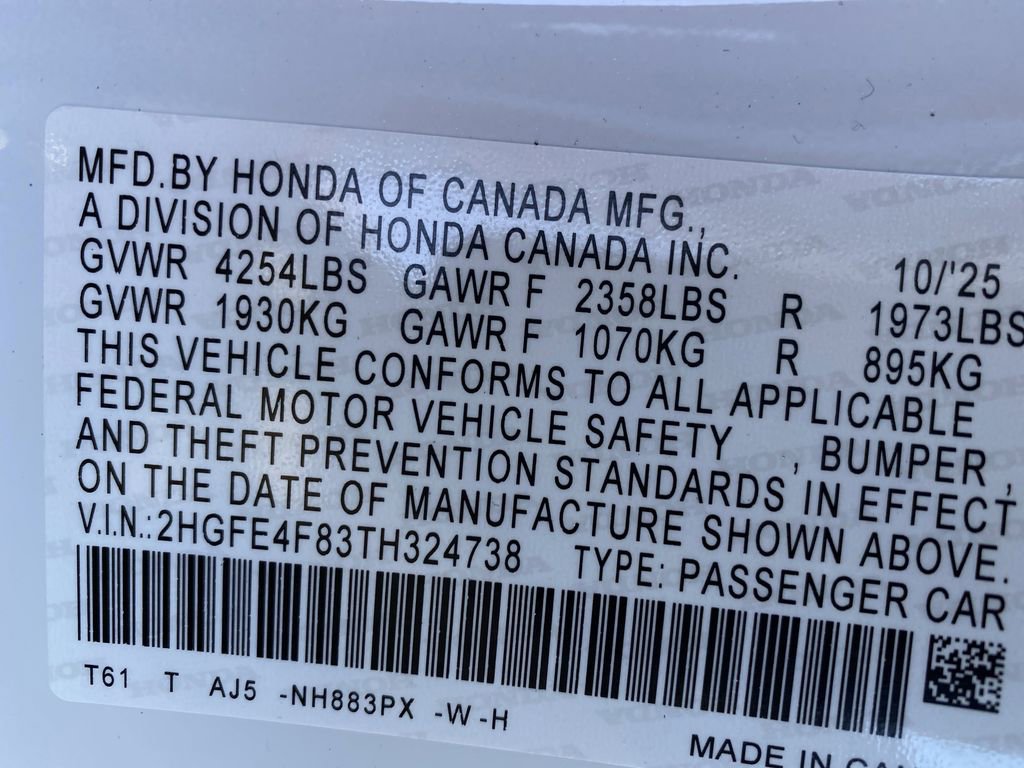 MFD.BY HONDA OF CANADA MFG.,
A DIVISION OF HONDA CANADA INC. 10/'25
GVWR 4254LBS GAWR F 2358LBS R 1973LBS
GVWR 1930KG GAWR F 1070KG R 895KG
THIS VEHICLE CONFORMS TO ALL APPLICABLE
FEDERAL MOTOR VEHICLE SAFETY , BUMPER ,
AND THEFT PREVENTION STANDARDS IN EFFECT
ON THE DATE OF MANUFACTURE SHOWN ABOVE.
V.I.N.:2HGFE4F83TH324738 TYPE: PASSENGER CAR
T61 T AJ5 -NH883PX -W-H
MADE IN